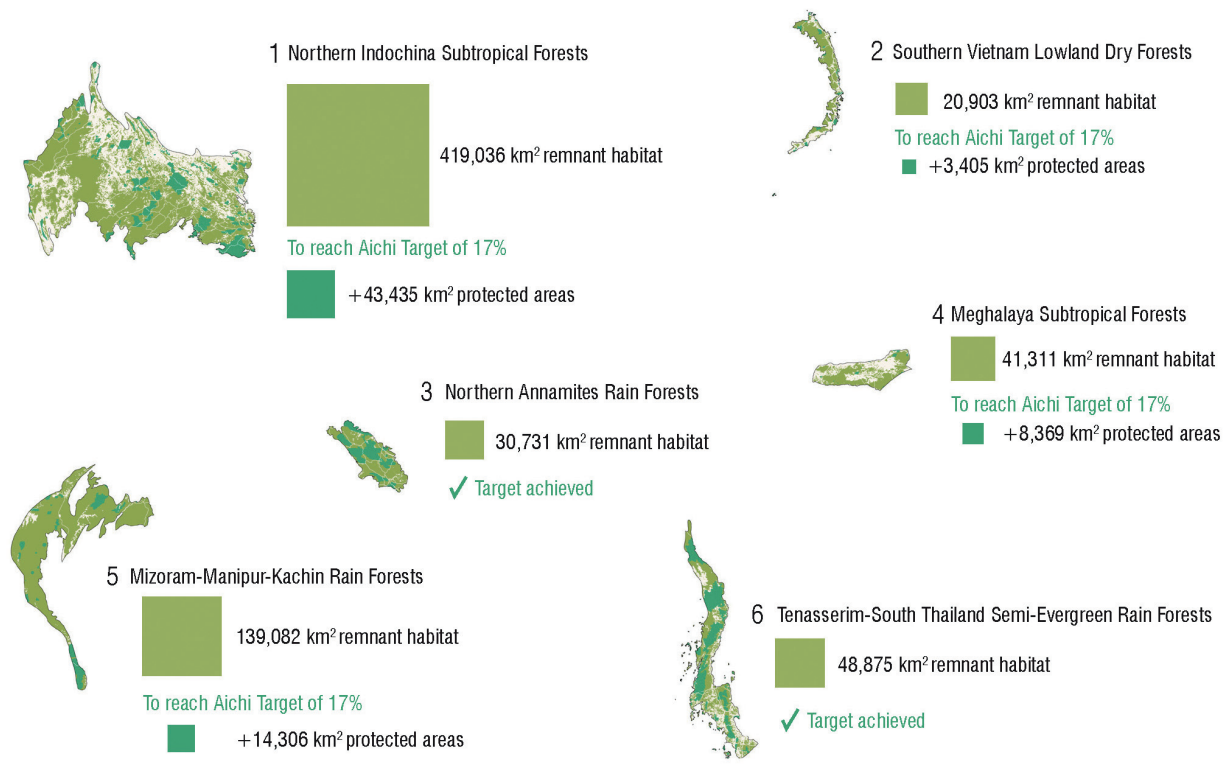 1 Northern Indochina Subtropical Forests
419,036 km² remnant habitat
To reach Aichi Target of 17%
+43,435 km² protected areas
2 Southern Vietnam Lowland Dry Forests
20,903 km² remnant habitat
To reach Aichi Target of 17%
+3,405 km² protected areas
3 Northern Annamites Rain Forests
30,731 km² remnant habitat
✓ Target achieved
4 Meghalaya Subtropical Forests
41,311 km² remnant habitat
To reach Aichi Target of 17%
+8,369 km² protected areas
5 Mizoram-Manipur-Kachin Rain Forests
139,082 km² remnant habitat
To reach Aichi Target of 17%
+14,306 km² protected areas
6 Tenasserim-South Thailand Semi-Evergreen Rain Forests
48,875 km² remnant habitat
✓ Target achieved